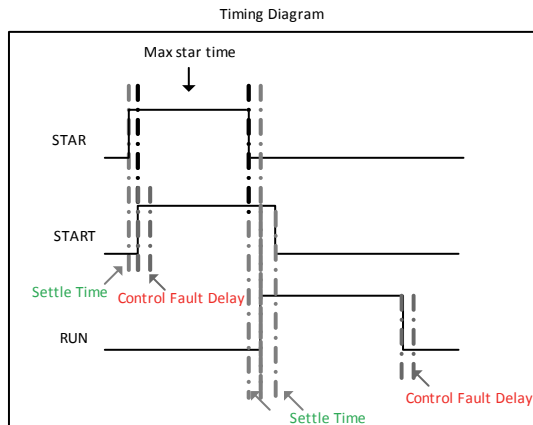 Timing Diagram
Max star time
STAR
START
Settle Time
Control Fault Delay
RUN
Control Fault Delay
Settle Time